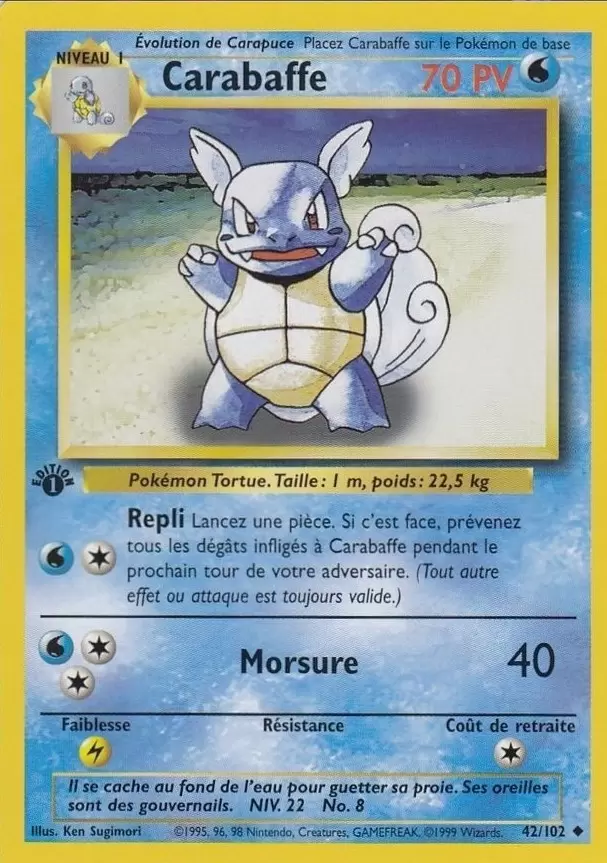 Évolution de Carapuce Placez Carabaffe sur le Pokémon de base
NIVEAU 1
Carabaffe 70 PV
EDITION
1
Pokémon Tortue. Taille : 1 m, poids : 22,5 kg
Repli Lancez une pièce. Si c'est face, prévenez
tous les dégâts infligés à Carabaffe pendant le
prochain tour de votre adversaire. (Tout autre
effet ou attaque est toujours valide.)
Morsure 40
Faiblesse Résistance Coût de retraite
Il se cache au fond de l'eau pour guetter sa proie. Ses oreilles
sont des gouvernails. NIV. 22 No. 8
Illus. Ken Sugimori ©1995, 96, 98 Nintendo, Creatures, GAMEFREAK. ©1999 Wizards. 42/102